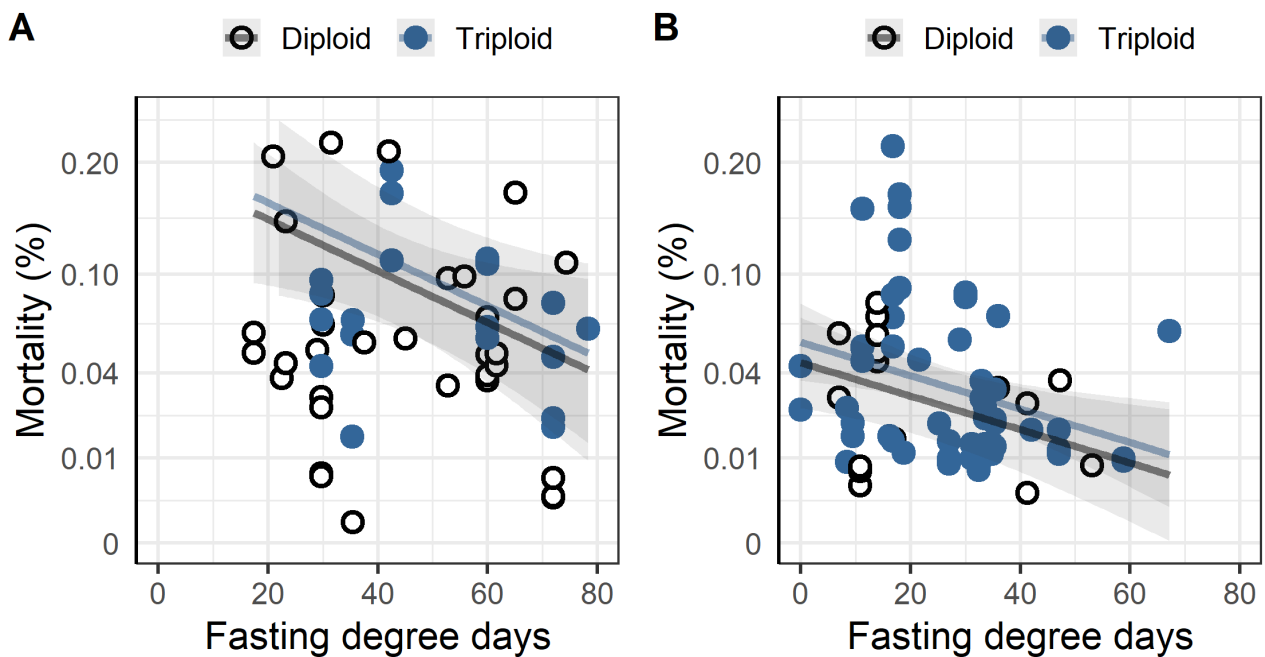 A
Diploid
Triploid
B
Diploid
Triploid
Mortality (%)
0.20
0.10
0.04
0.01
0
0 20 40 60 80
Fasting degree days
Mortality (%)
0.20
0.10
0.04
0.01
0
0 20 40 60 80
Fasting degree days